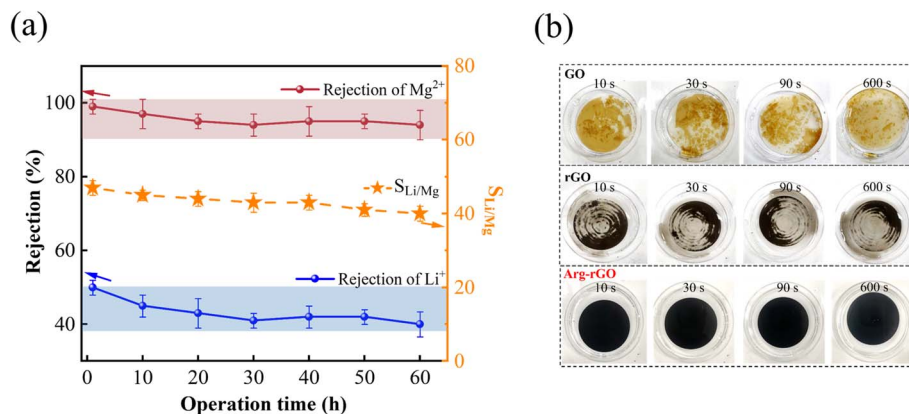 (a)
Rejection (%)
100
80
60
40
Rejection of Mg²⁺
S_Li/Mg
Rejection of Li⁺
80
60
40
20
0
S_Li/Mg
0 10 20 30 40 50 60
Operation time (h)
(b)
GO
10 s 30 s 90 s 600 s
rGO
10 s 30 s 90 s 600 s
Arg-rGO
10 s 30 s 90 s 600 s